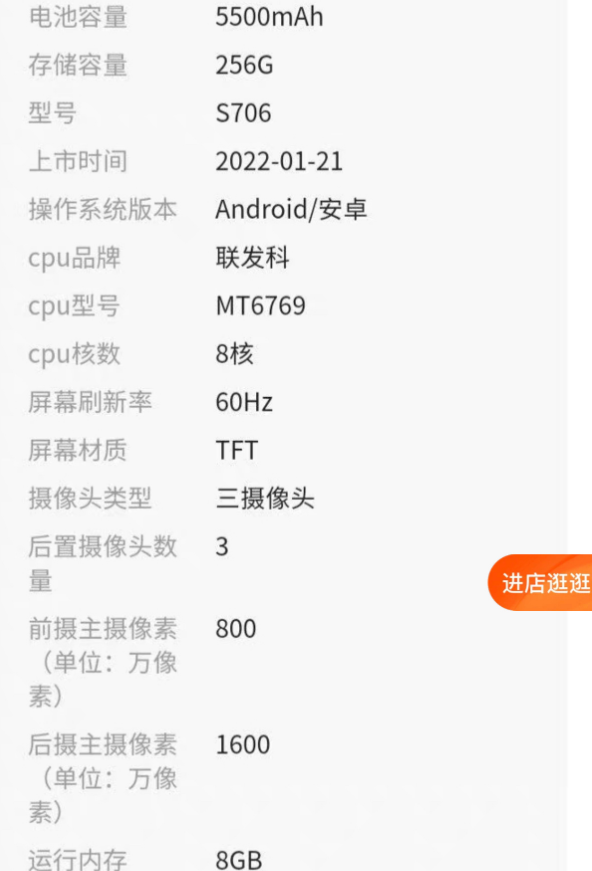 电池容量 5500mAh
存储容量 256G
型号 S706
上市时间 2022-01-21
操作系统版本 Android/安卓
cpu品牌 联发科
cpu型号 MT6769
cpu核数 8核
屏幕刷新率 60Hz
屏幕材质 TFT
摄像头类型 三摄像头
后置摄像头数 3
量
进店逛逛
前摄主摄像素 800
（单位：万像
素）
后摄主摄像素 1600
（单位：万像
素）
运行内存 8GB